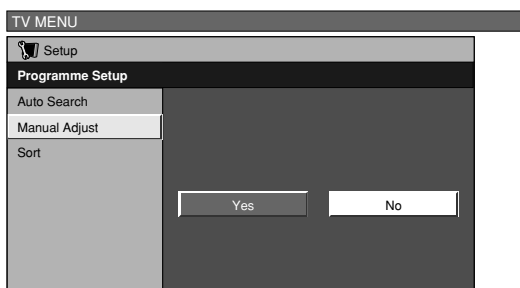 TV MENU
Setup
Programme Setup
Auto Search
Manual Adjust
Sort
Yes No